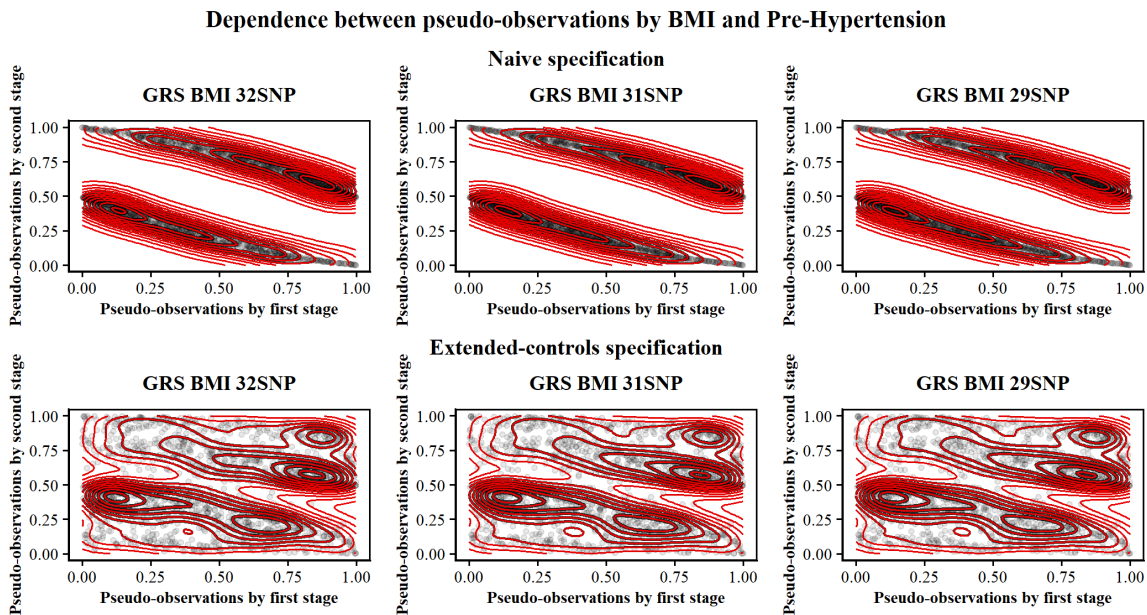 Dependence between pseudo-observations by BMI and Pre-Hypertension
Naive specification
GRS BMI 32SNP
GRS BMI 31SNP
GRS BMI 29SNP
Pseudo-observations by second stage
1.00
0.75
0.50
0.25
0.00
0.00 0.25 0.50 0.75 1.00
Pseudo-observations by first stage
Pseudo-observations by second stage
1.00
0.75
0.50
0.25
0.00
0.00 0.25 0.50 0.75 1.00
Pseudo-observations by first stage
Pseudo-observations by second stage
1.00
0.75
0.50
0.25
0.00
0.00 0.25 0.50 0.75 1.00
Pseudo-observations by first stage
Extended-controls specification
GRS BMI 32SNP
GRS BMI 31SNP
GRS BMI 29SNP
Pseudo-observations by second stage
1.00
0.75
0.50
0.25
0.00
0.00 0.25 0.50 0.75 1.00
Pseudo-observations by first stage
Pseudo-observations by second stage
1.00
0.75
0.50
0.25
0.00
0.00 0.25 0.50 0.75 1.00
Pseudo-observations by first stage
Pseudo-observations by second stage
1.00
0.75
0.50
0.25
0.00
0.00 0.25 0.50 0.75 1.00
Pseudo-observations by first stage